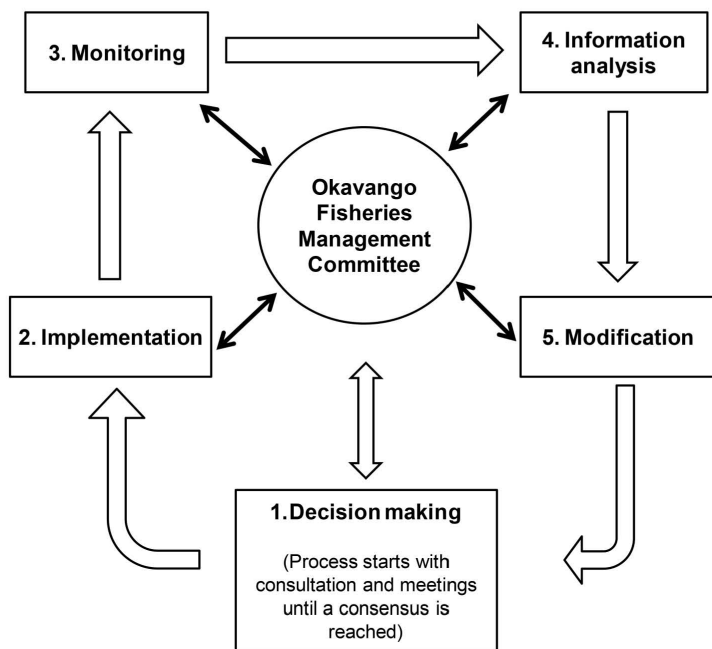 3. Monitoring
4. Information
analysis
Okavango
Fisheries
Management
Committee
2. Implementation
5. Modification
1.Decision making
(Process starts with
consultation and meetings
until a consensus is
reached)